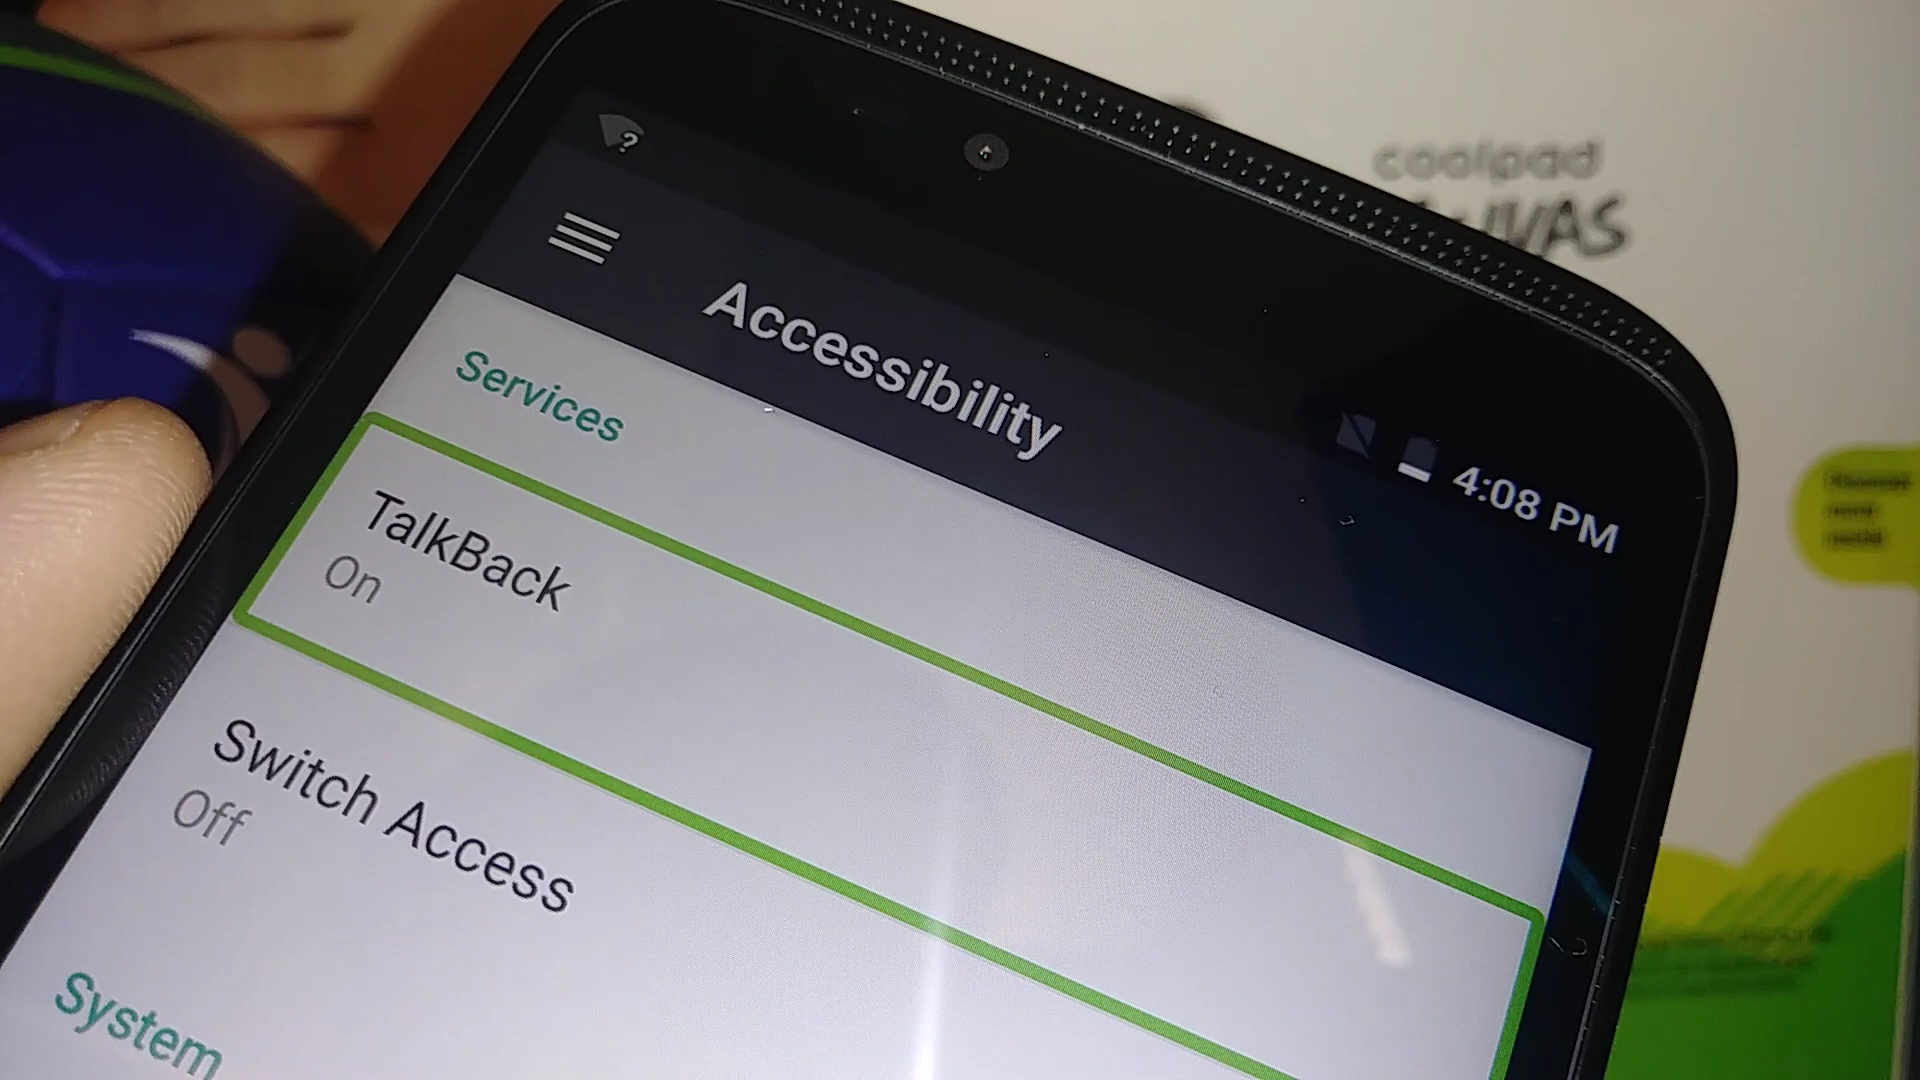 coolpad
4:08 PM
Accessibility
Services
TalkBack
On
Switch Access
Off
System